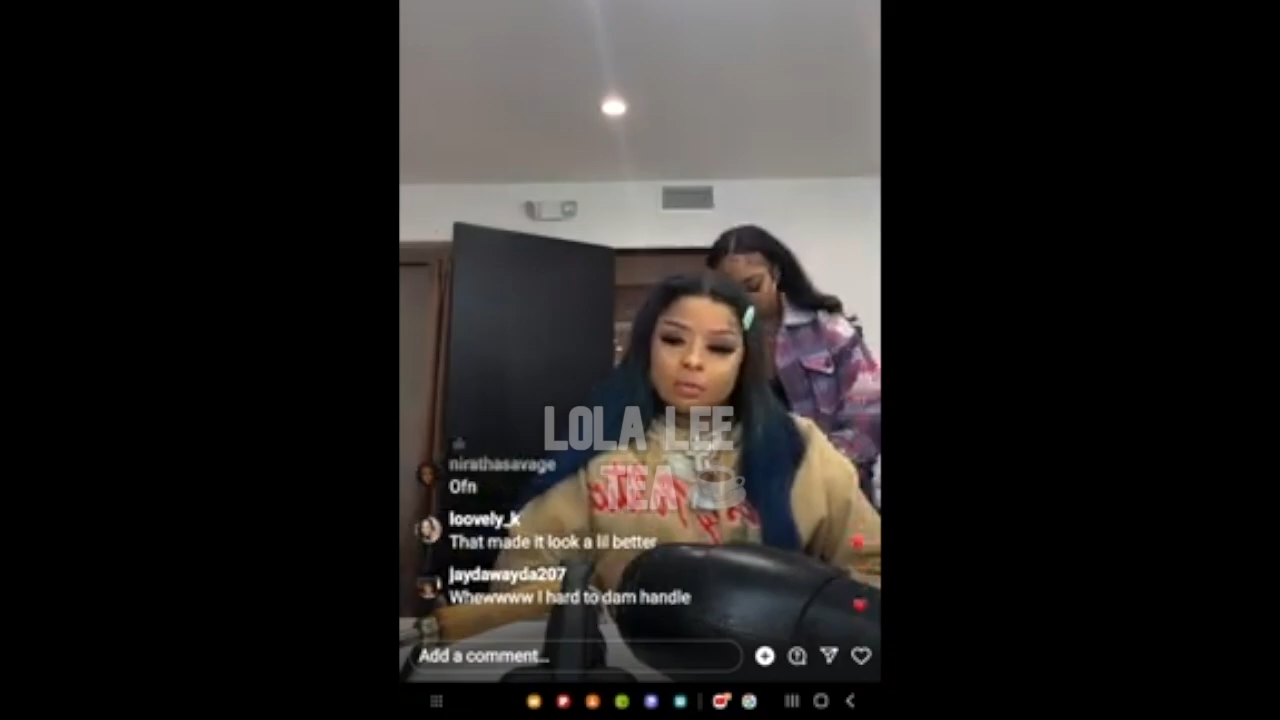 LOLA LEE
TEA
nirathasavage
Ofn
loovely_k
That made it look a lil better
jaydawayda207
Whewwww I hard to dam handle
Add a comment...